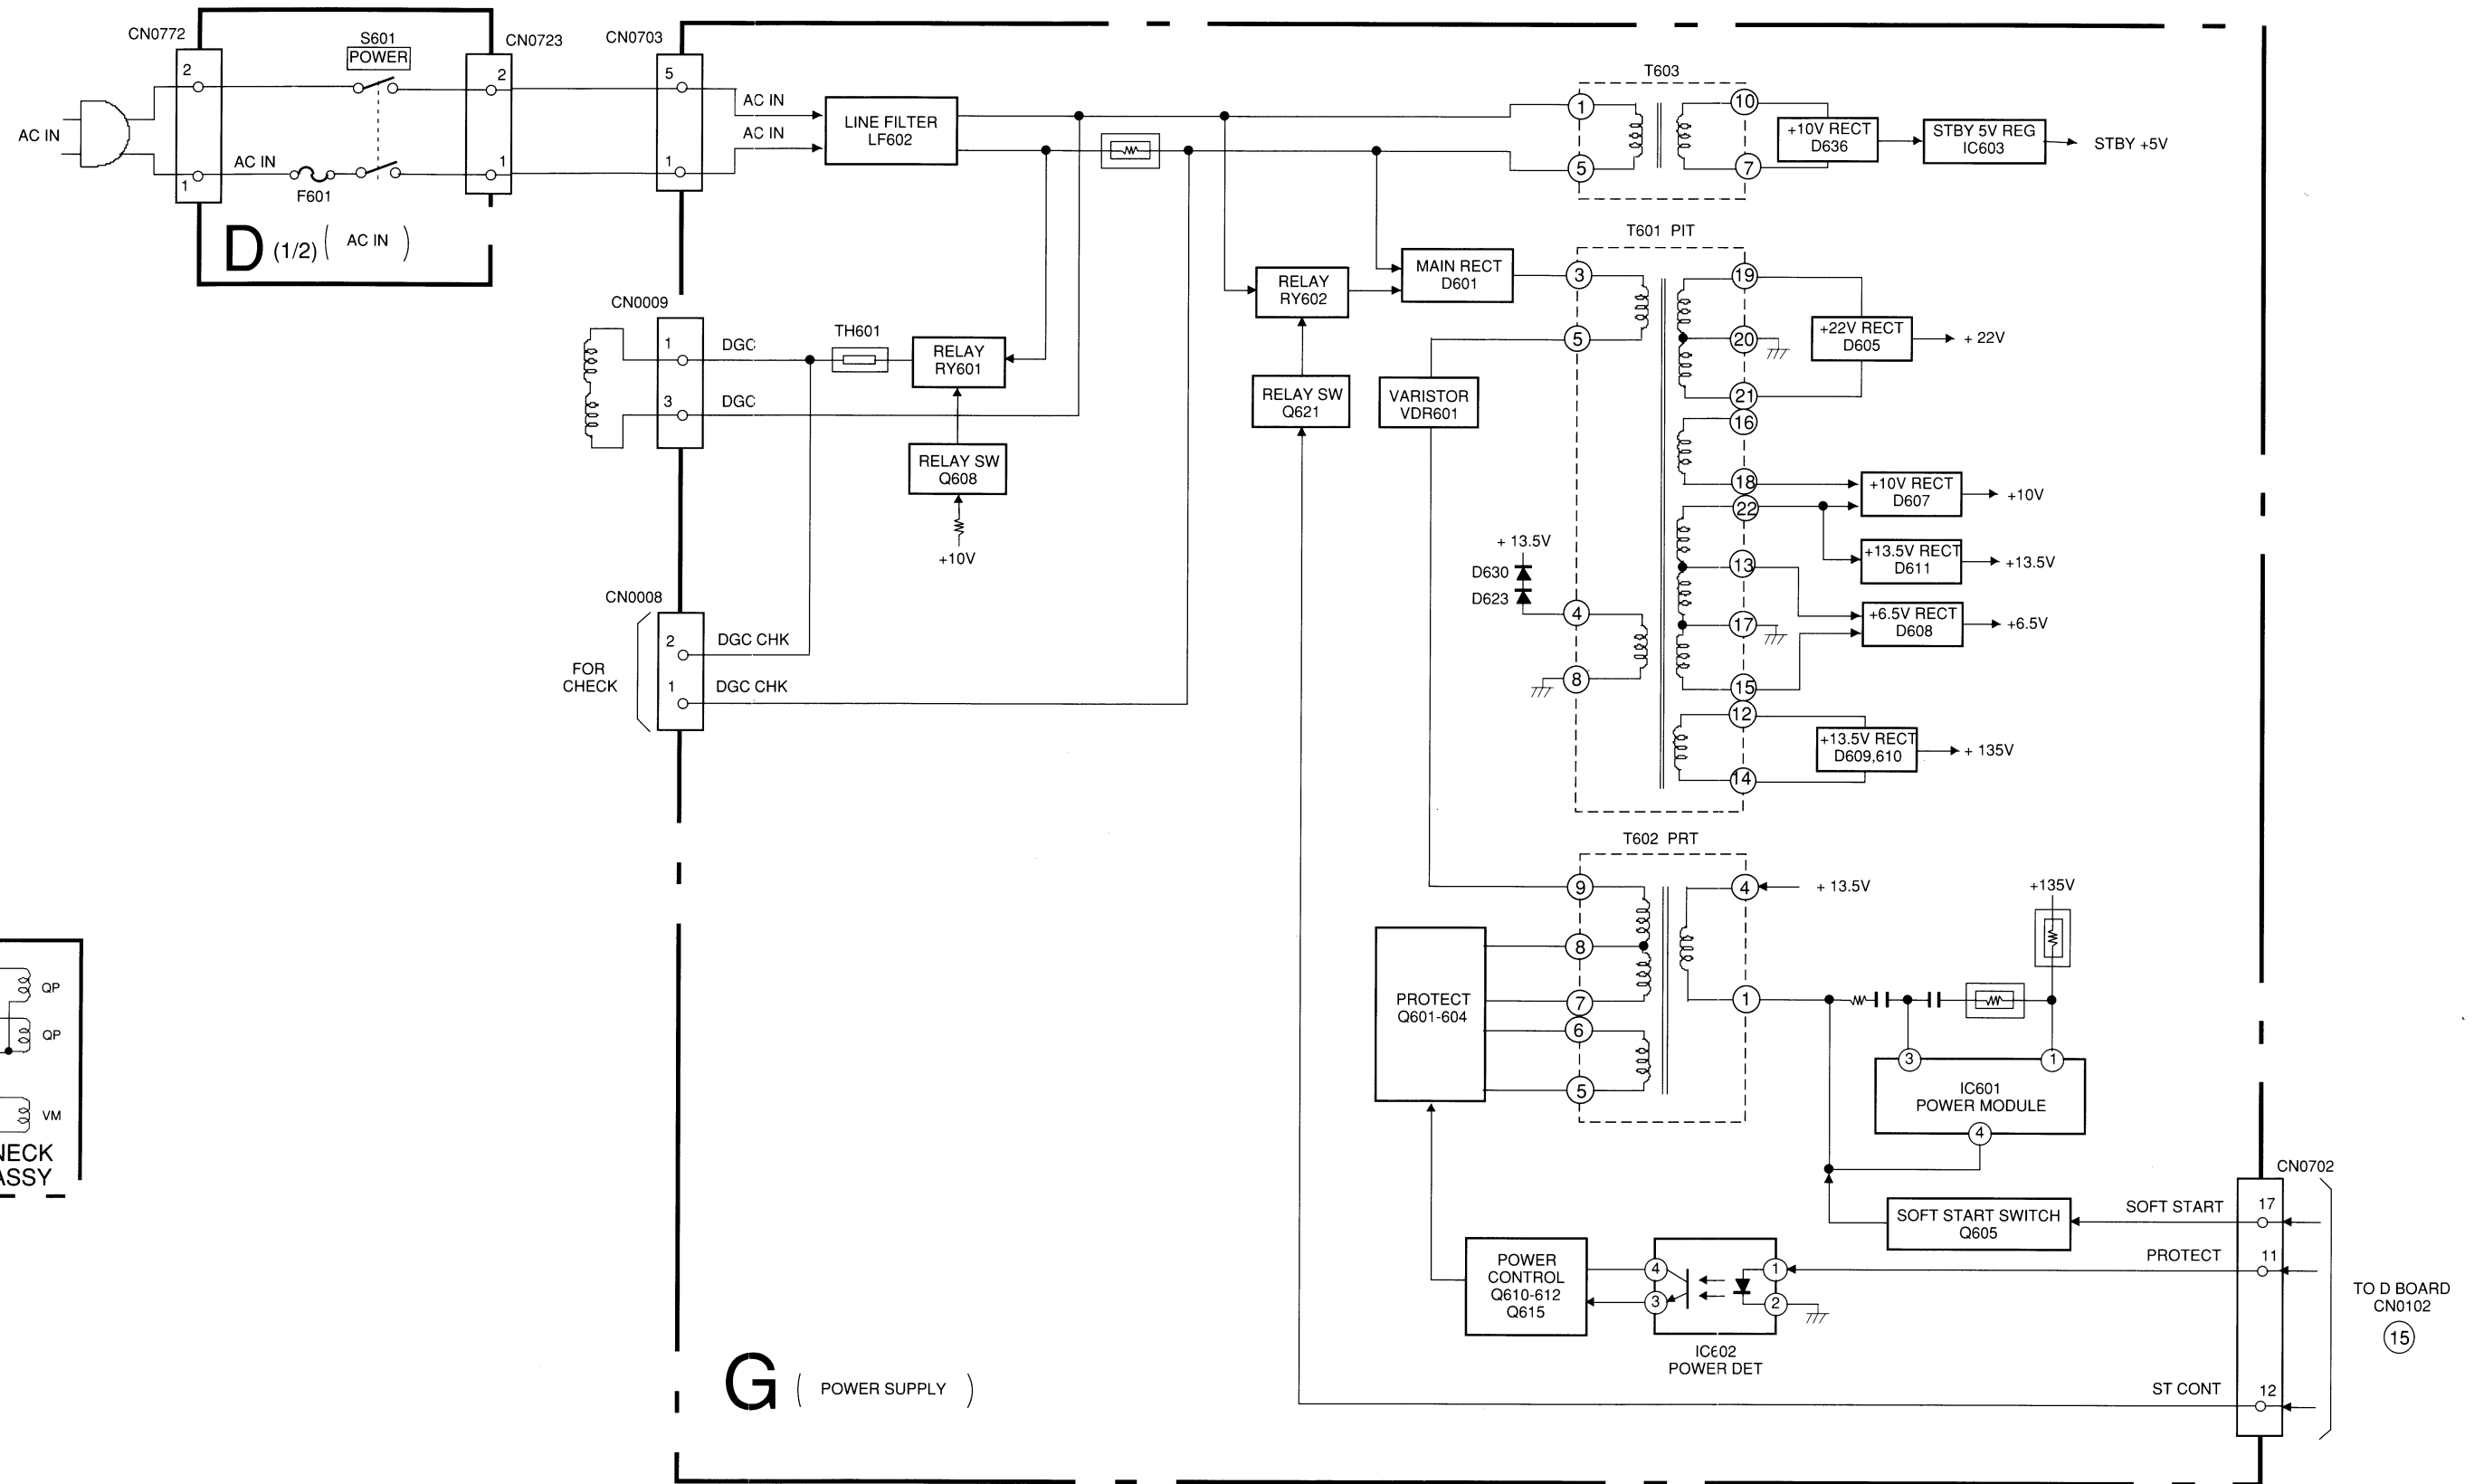 CN0772
S601
POWER
CN0723
CN0703
2
2
5
AC IN
AC IN
1
F601
1
1
AC IN
D (1/2) ( AC IN )
AC IN
AC IN
LINE FILTER
LF602
T603
1
5
10
7
+10V RECT
D636
STBY 5V REG
IC603
STBY +5V
CN0009
1
DGC
3
DGC
TH601
RELAY
RY601
RELAY SW
Q608
+10V
CN0008
FOR
CHECK
2
DGC CHK
1
DGC CHK
RELAY
RY602
MAIN RECT
D601
RELAY SW
Q621
VARISTOR
VDR601
T601 PIT
3
5
4
8
+ 13.5V
D630
D623
19
20
21
16
18
22
13
17
15
12
14
+22V RECT
D605
+ 22V
+10V RECT
D607
+10V
+13.5V RECT
D611
+13.5V
+6.5V RECT
D608
+6.5V
+13.5V RECT
D609,610
+ 135V
T602 PRT
9
8
7
6
5
4
1
+ 13.5V
+135V
PROTECT
Q601-604
3
1
IC601
POWER MODULE
4
SOFT START SWITCH
Q605
POWER
CONTROL
Q610-612
Q615
4
3
1
2
IC602
POWER DET
CN0702
SOFT START
17
PROTECT
11
ST CONT
12
TO D BOARD
CN0102
15
G ( POWER SUPPLY )
QP
QP
VM
NECK
ASSY